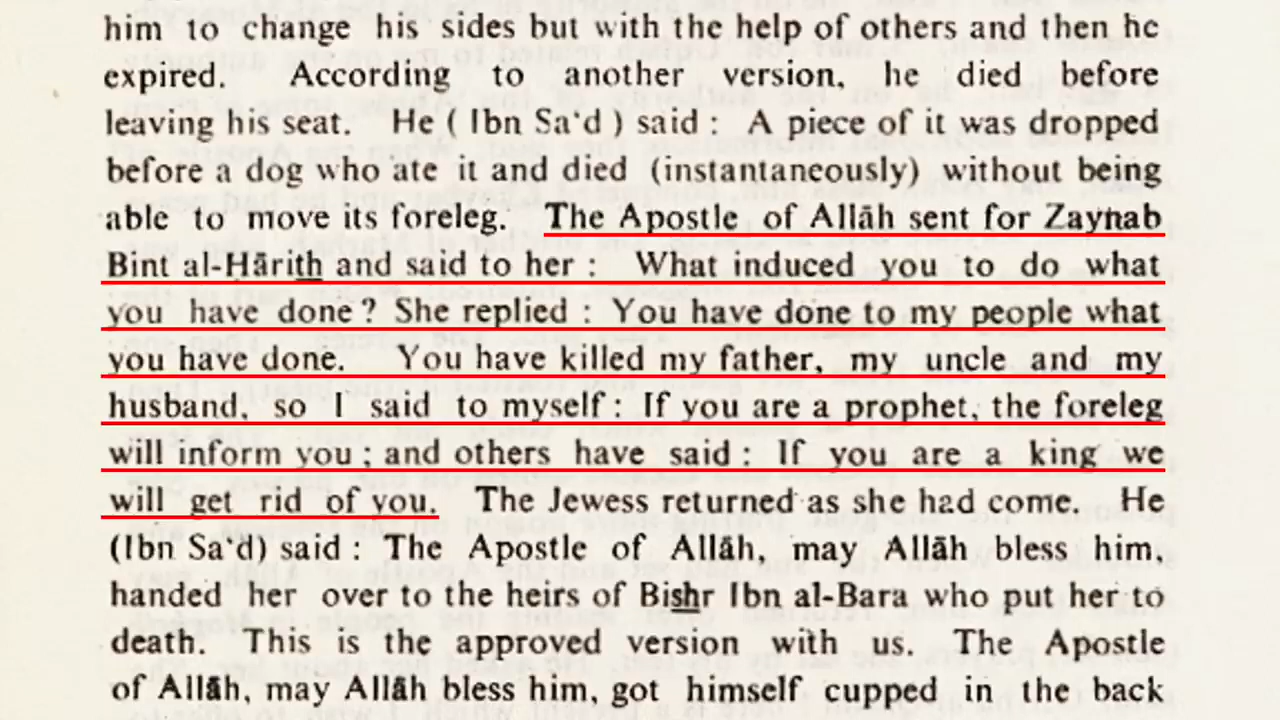 him to change his sides but with the help of others and then he
expired. According to another version, he died before
leaving his seat. He ( Ibn Sa'd ) said : A piece of it was dropped
before a dog who ate it and died (instantaneously) without being
able to move its foreleg. The Apostle of Allāh sent for Zaynab
Bint al-Hārith and said to her : What induced you to do what
you have done? She replied : You have done to my people what
you have done. You have killed my father, my uncle and my
husband, so I said to myself : If you are a prophet, the foreleg
will inform you ; and others have said : If you are a king we
will get rid of you. The Jewess returned as she had come. He
(Ibn Sa'd) said : The Apostle of Allāh, may Allāh bless him,
handed her over to the heirs of Bishr Ibn al-Bara who put her to
death. This is the approved version with us. The Apostle
of Allāh, may Allāh bless him, got himself cupped in the back